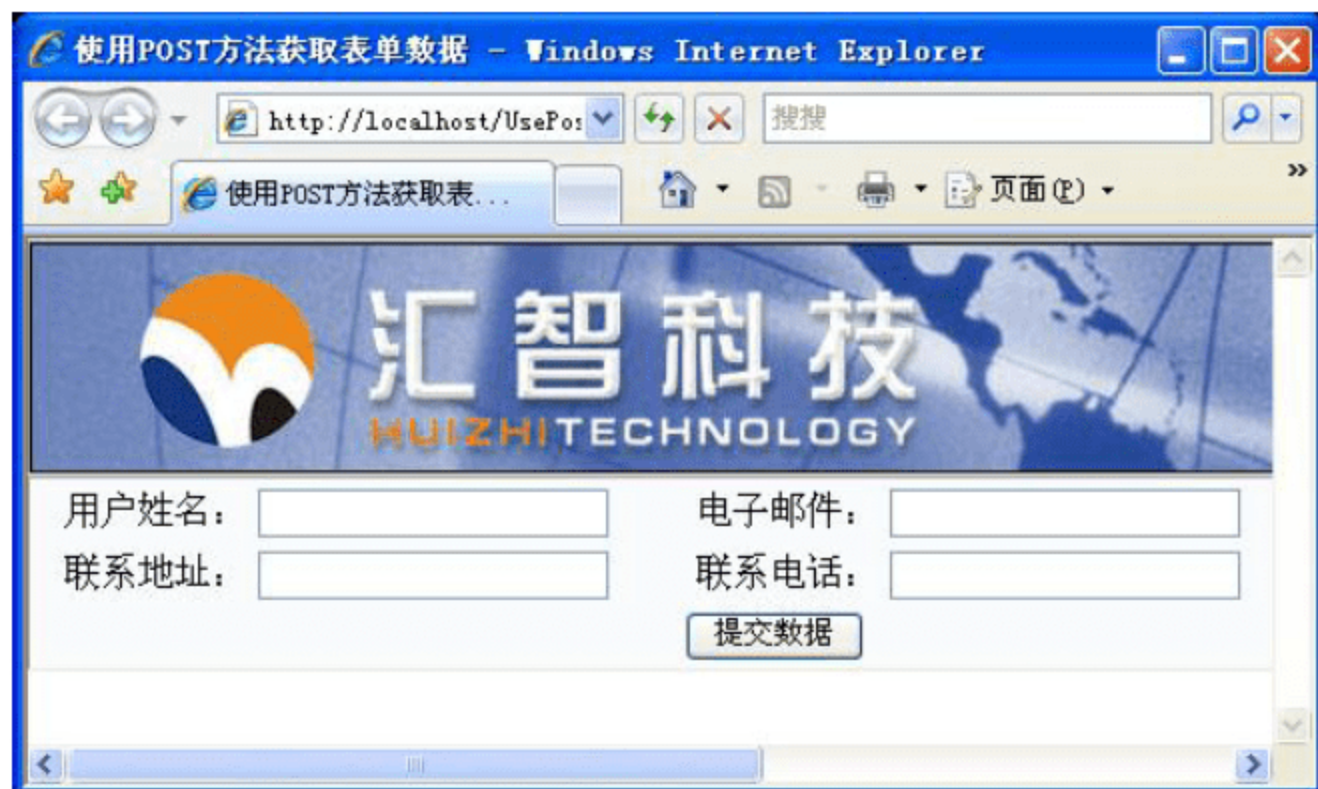 使用POST方法获取表单数据 - Windows Internet Explorer
http://localhost/UsePos
搜搜
使用POST方法获取表... 页面(P)
汇智科技
HUIZHITECHNOLOGY
用户姓名： 电子邮件：
联系地址： 联系电话：
提交数据